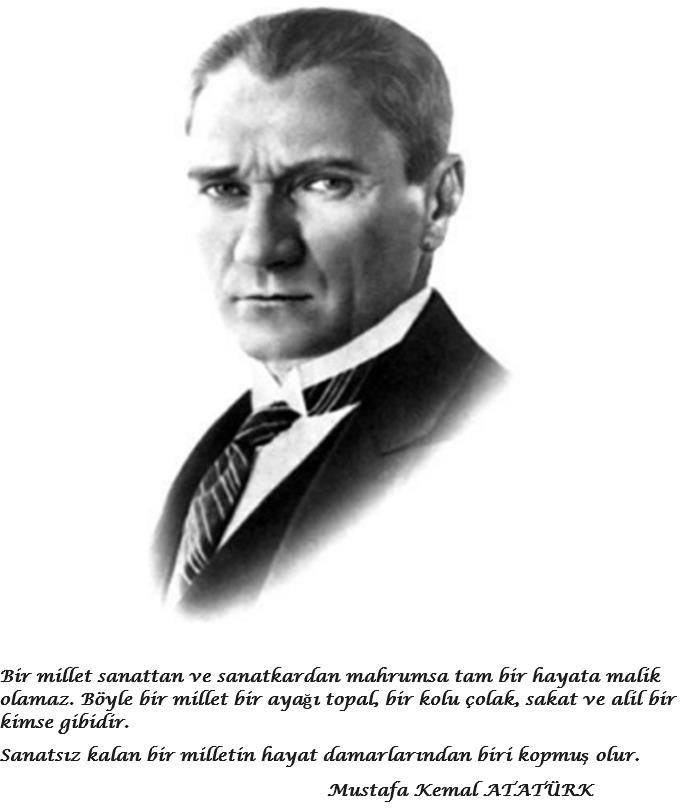 Bir millet sanattan ve sanatkardan mahrumsa tam bir hayata malik
olamaz. Böyle bir millet bir ayağı topal, bir kolu çolak, sakat ve alil bir
kimse gibidir.
Sanatsız kalan bir milletin hayat damarlarından biri kopmuş olur.
Mustafa Kemal ATATÜRK